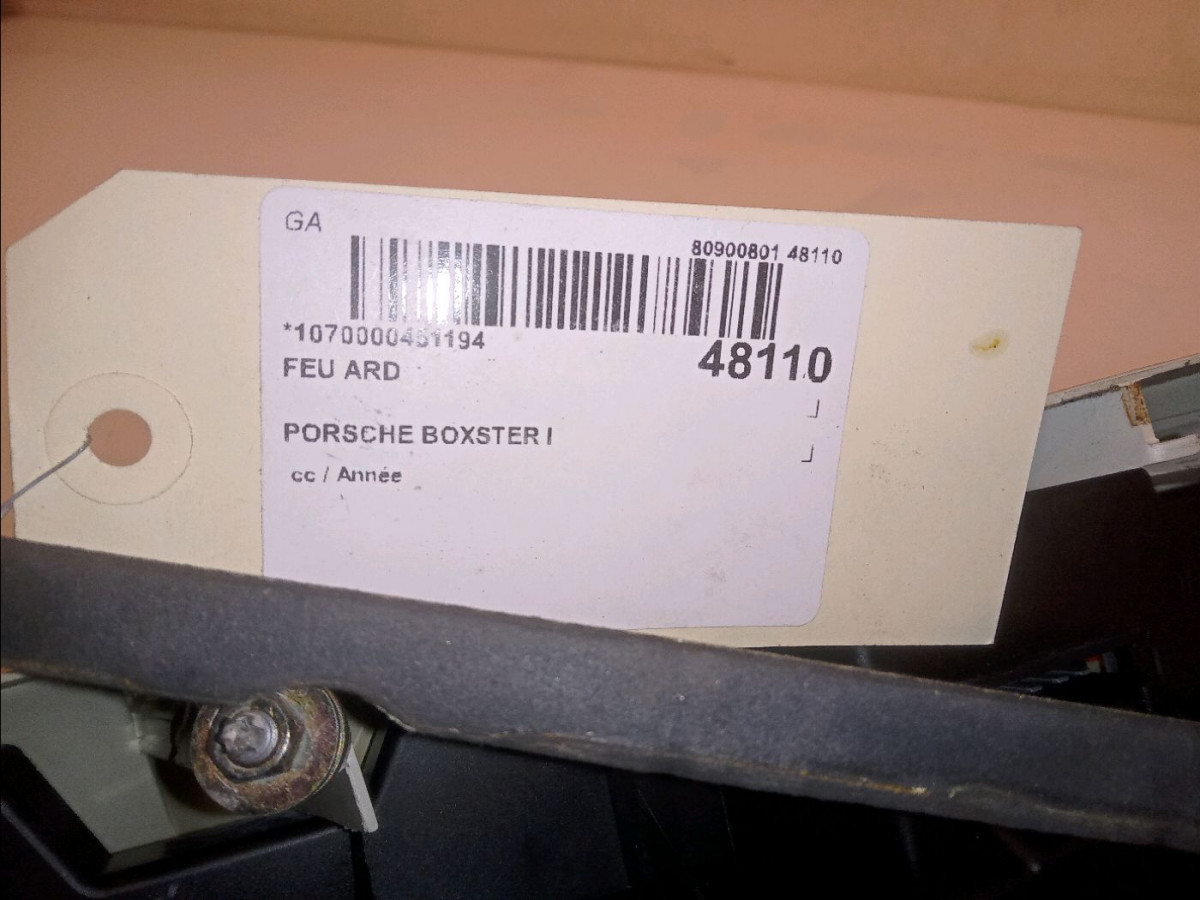 GA
80900801 48110
*1070000451194
48110
FEU ARD
PORSCHE BOXSTER I
cc / Année